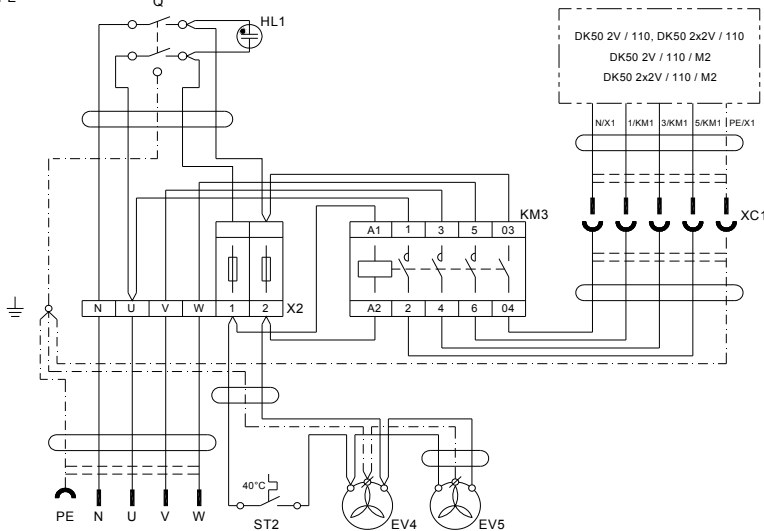 Q
HL1
DK50 2V / 110, DK50 2x2V / 110
DK50 2V / 110 / M2
DK50 2x2V / 110 / M2
N/X1 1/KM1 3/KM1 5/KM1 PE/X1
XC1
KM3
A1 1 3 5 03
N U V W 1 2 X2
A2 2 4 6 04
40°C
ST2 EV4 EV5
PE N U V W